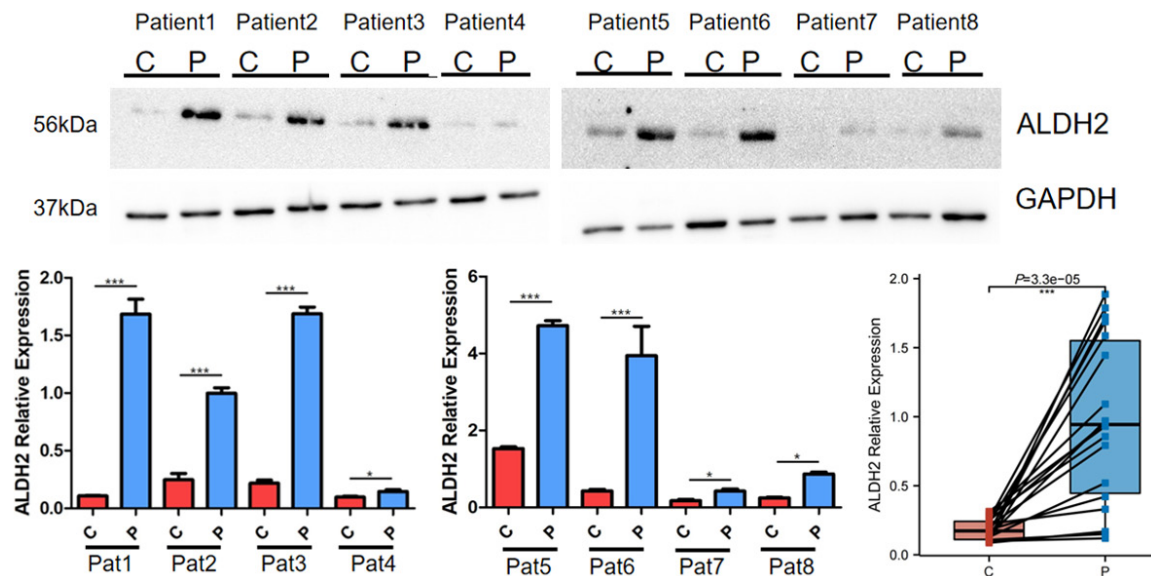 Patient1 Patient2 Patient3 Patient4 Patient5 Patient6 Patient7 Patient8
C P C P C P C P C P C P C P C P
56kDa ALDH2
37kDa GAPDH
ALDH2 Relative Expression
2.0
1.5
1.0
0.5
0.0
*** *** *** *
C P C P C P C P
Pat1 Pat2 Pat3 Pat4
ALDH2 Relative Expression
6
4
2
0
*** *** * *
C P C P C P C P
Pat5 Pat6 Pat7 Pat8
ALDH2 Relative Expression
2.0
1.5
1.0
0.5
0.0
P=3.3e−05
***
C P